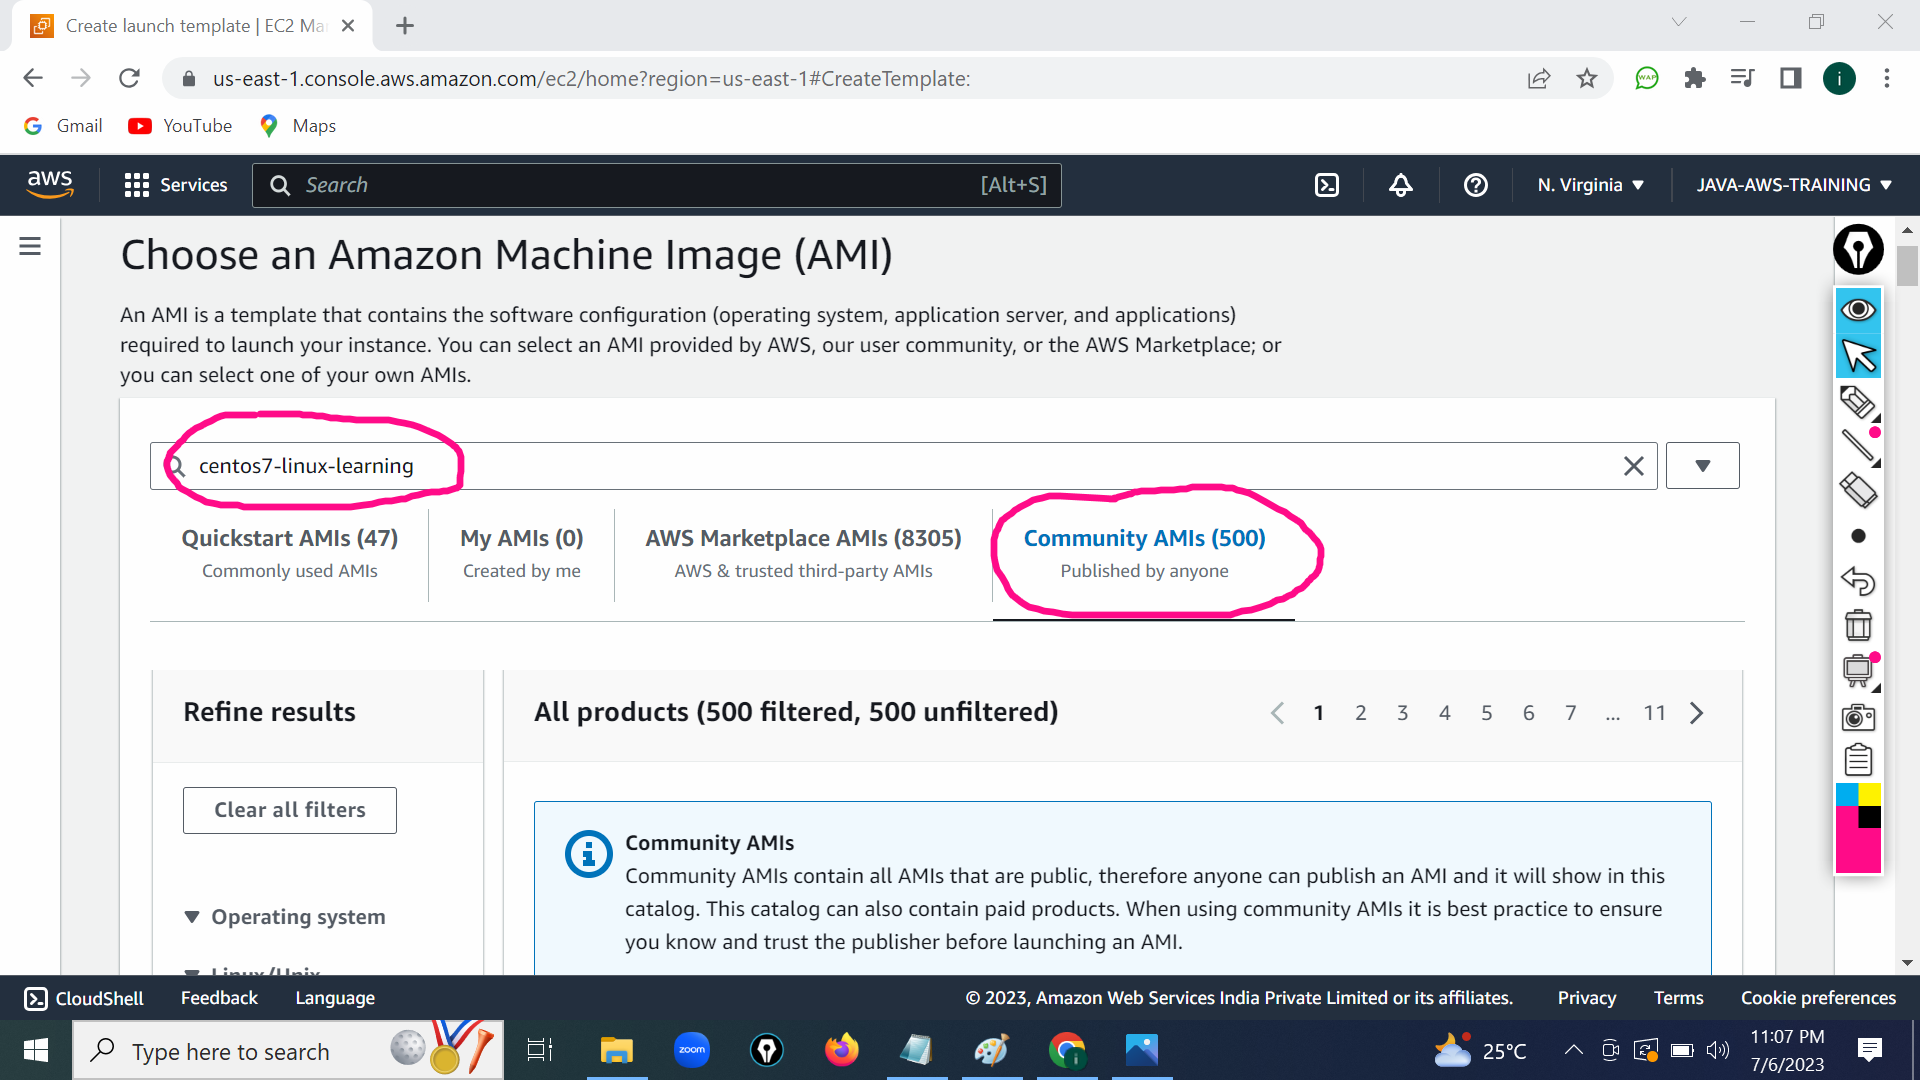 Create launch template | EC2 Ma
us-east-1.console.aws.amazon.com/ec2/home?region=us-east-1#CreateTemplate:
WAP
i
Gmail
YouTube
Maps
aws
Services
Search
[Alt+S]
N. Virginia
JAVA-AWS-TRAINING
Choose an Amazon Machine Image (AMI)
An AMI is a template that contains the software configuration (operating system, application server, and applications)
required to launch your instance. You can select an AMI provided by AWS, our user community, or the AWS Marketplace; or
you can select one of your own AMIs.
centos7-linux-learning
Quickstart AMIs (47)
Commonly used AMIs
My AMIs (0)
Created by me
AWS Marketplace AMIs (8305)
AWS & trusted third-party AMIs
Community AMIs (500)
Published by anyone
Refine results
All products (500 filtered, 500 unfiltered)
1 2 3 4 5 6 7 ... 11
Clear all filters
Community AMIs
Community AMIs contain all AMIs that are public, therefore anyone can publish an AMI and it will show in this
catalog. This catalog can also contain paid products. When using community AMIs it is best practice to ensure
you know and trust the publisher before launching an AMI.
Operating system
Linux/Unix
CloudShell
Feedback
Language
© 2023, Amazon Web Services India Private Limited or its affiliates.
Privacy
Terms
Cookie preferences
Type here to search
zoom
i
25°C
11:07 PM
7/6/2023